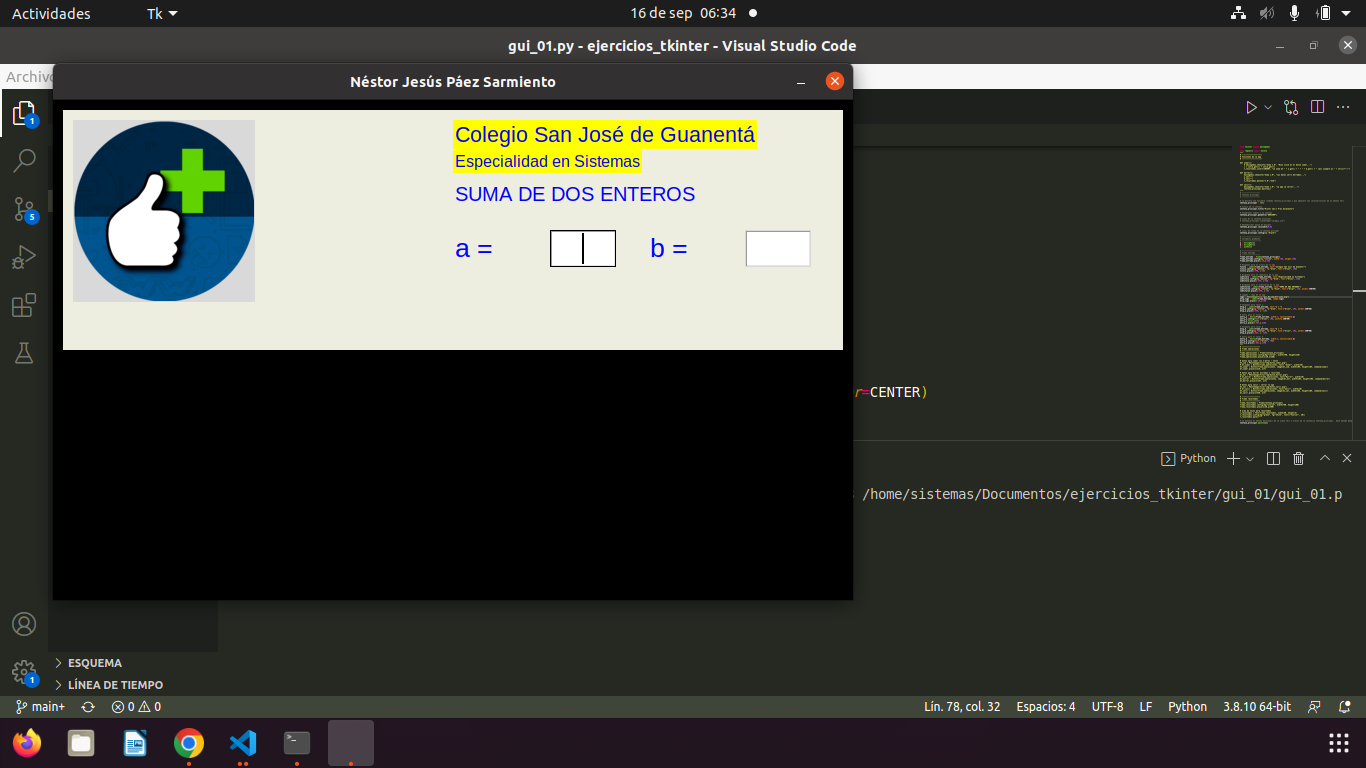 Actividades
Tk
16 de sep 06:34
gui_01.py - ejercicios_tkinter - Visual Studio Code
Archivo
Néstor Jesús Páez Sarmiento
1
5
Colegio San José de Guanentá
Especialidad en Sistemas
SUMA DE DOS ENTEROS
a =
b =
r=CENTER)
Python
/home/sistemas/Documentos/ejercicios_tkinter/gui_01/gui_01.p
1
ESQUEMA
LÍNEA DE TIEMPO
main+
0
0
Lín. 78, col. 32
Espacios: 4
UTF-8
LF
Python
3.8.10 64-bit